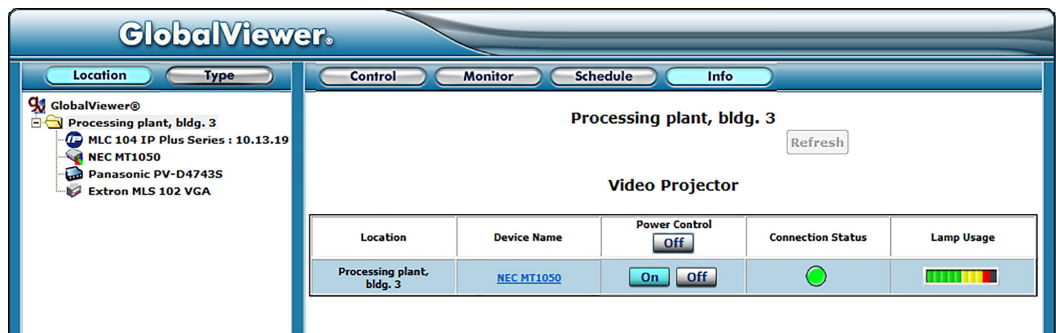 GlobalViewer®
Location Type
Control Monitor Schedule Info
GlobalViewer®
Processing plant, bldg. 3
MLC 104 IP Plus Series : 10.13.19
NEC MT1050
Panasonic PV-D4743S
Extron MLS 102 VGA
Processing plant, bldg. 3
Refresh
Video Projector
Location Device Name Power Control Off Connection Status Lamp Usage
Processing plant,
bldg. 3 NEC MT1050 On Off